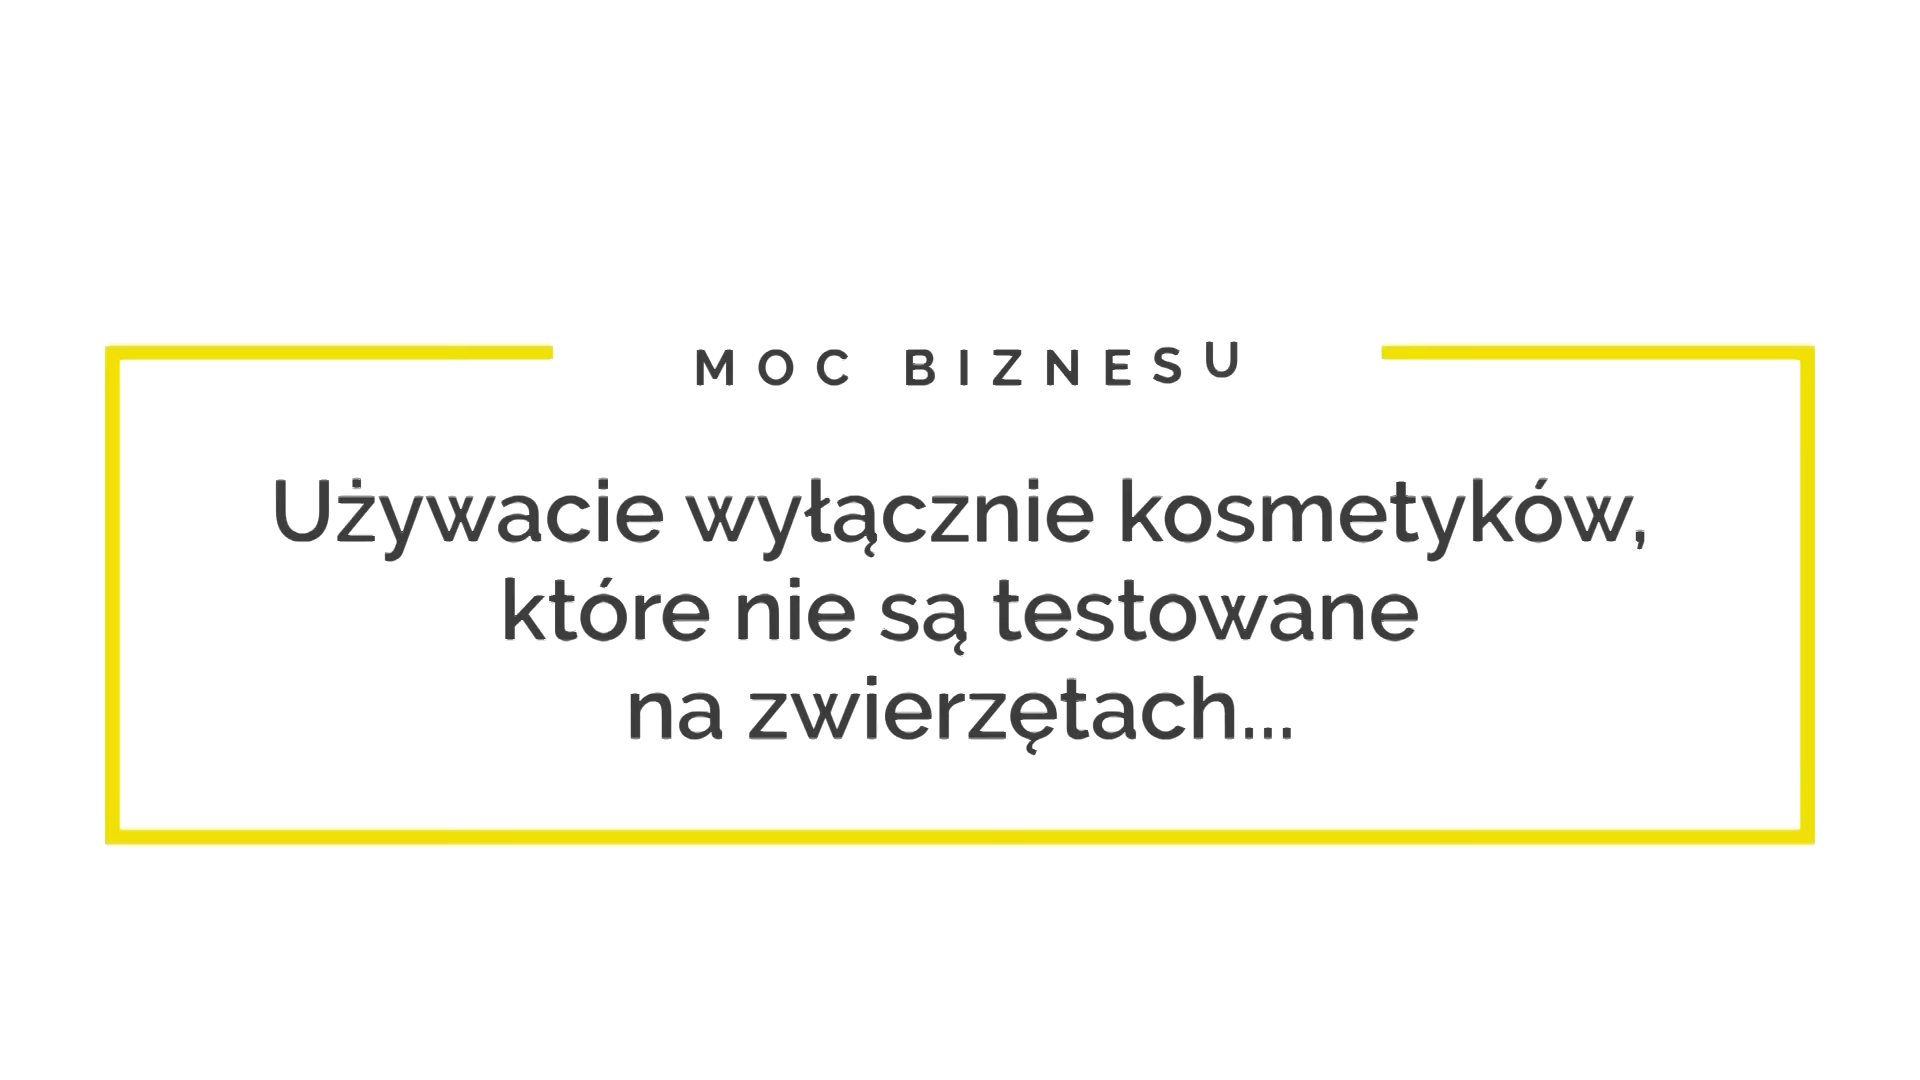 MOC BIZNESU
Używacie wyłącznie kosmetyków,
które nie są testowane
na zwierzętach...